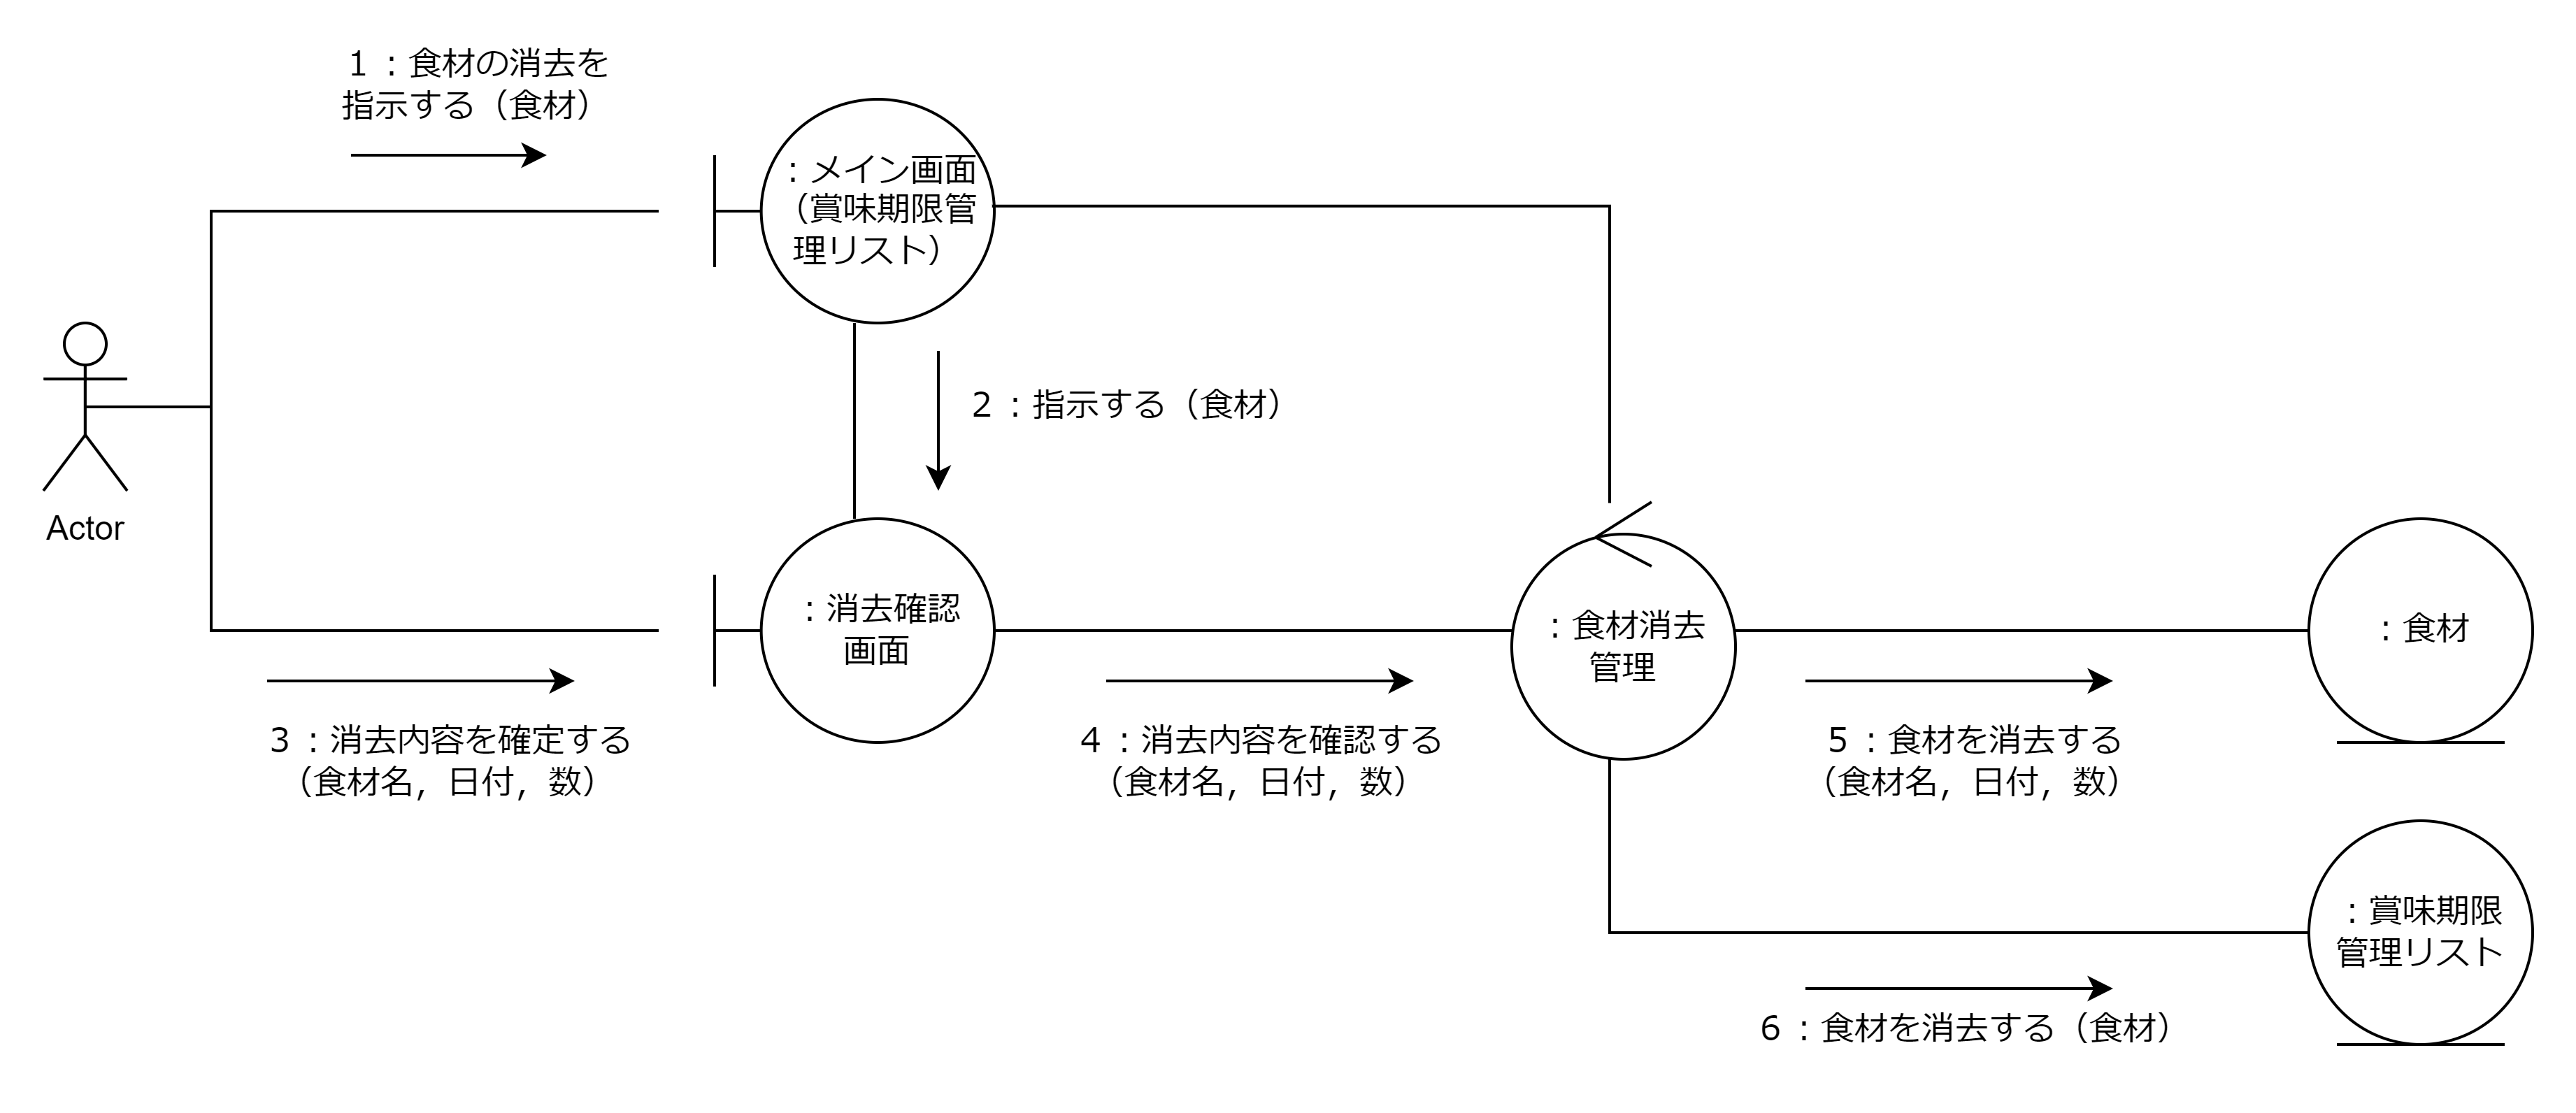 1：食材の消去を
指示する（食材）
：メイン画面
（賞味期限管
理リスト）
2：指示する（食材）
Actor
：消去確認
画面
：食材消去
管理
：食材
3：消去内容を確定する
（食材名，日付，数）
4：消去内容を確認する
（食材名，日付，数）
5：食材を消去する
（食材名，日付，数）
：賞味期限
管理リスト
6：食材を消去する（食材）